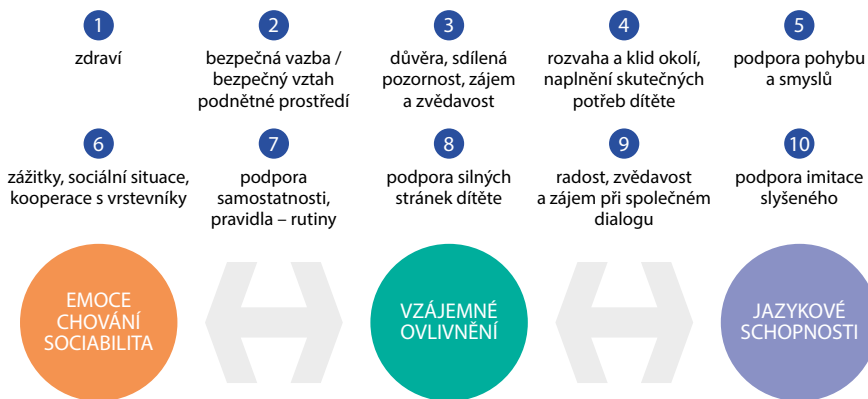 1
zdraví
2
bezpečná vazba /
bezpečný vztah
podnětné prostředí
3
důvěra, sdílená
pozornost, zájem
a zvědavost
4
rozvaha a klid okolí,
naplnění skutečných
potřeb dítěte
5
podpora pohybu
a smyslů
6
zážitky, sociální situace,
kooperace s vrstevníky
7
podpora
samostatnosti,
pravidla – rutiny
8
podpora silných
stránek dítěte
9
radost, zvědavost
a zájem při společném
dialogu
10
podpora imitace
slyšeného
EMOCE
CHOVÁNÍ
SOCIABILITA
VZÁJEMNÉ
OVLIVNĚNÍ
JAZYKOVÉ
SCHOPNOSTI